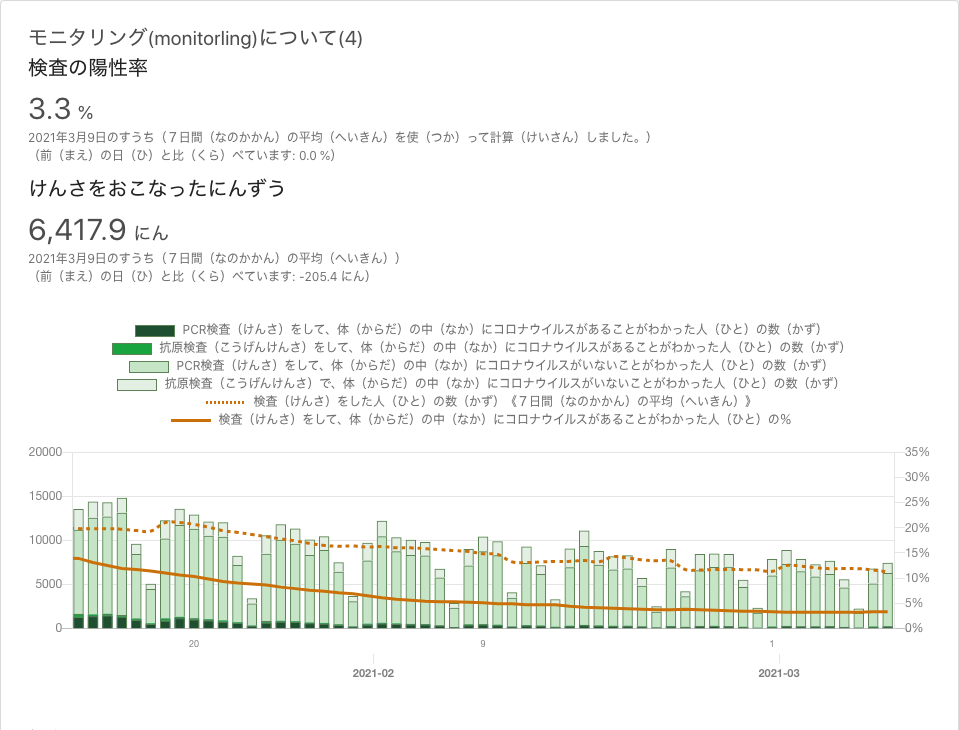 モニタリング(monitorling)について(4)
検査の陽性率
3.3 %
2021年3月9日のすうち（７日間（なのかかん）の平均（へいきん）を使（つか）って計算（けいさん）しました。）
（前（まえ）の日（ひ）と比（くら）べています: 0.0 %）
けんさをおこなったにんずう
6,417.9 にん
2021年3月9日のすうち（７日間（なのかかん）の平均（へいきん））
（前（まえ）の日（ひ）と比（くら）べています: -205.4 にん）
PCR検査（けんさ）をして、体（からだ）の中（なか）にコロナウイルスがあることがわかった人（ひと）の数（かず）
抗原検査（こうげんけんさ）をして、体（からだ）の中（なか）にコロナウイルスがあることがわかった人（ひと）の数（かず）
PCR検査（けんさ）をして、体（からだ）の中（なか）にコロナウイルスがいないことがわかった人（ひと）の数（かず）
抗原検査（こうげんけんさ）で、体（からだ）の中（なか）にコロナウイルスがいないことがわかった人（ひと）の数（かず）
検査（けんさ）をした人（ひと）の数（かず）《７日間（なのかかん）の平均（へいきん）》
検査（けんさ）をして、体（からだ）の中（なか）にコロナウイルスがあることがわかった人（ひと）の%
20000 35%
30%
15000 25%
10000 20%
15%
5000 10%
5%
0 0%
20 9 1
2021-02 2021-03